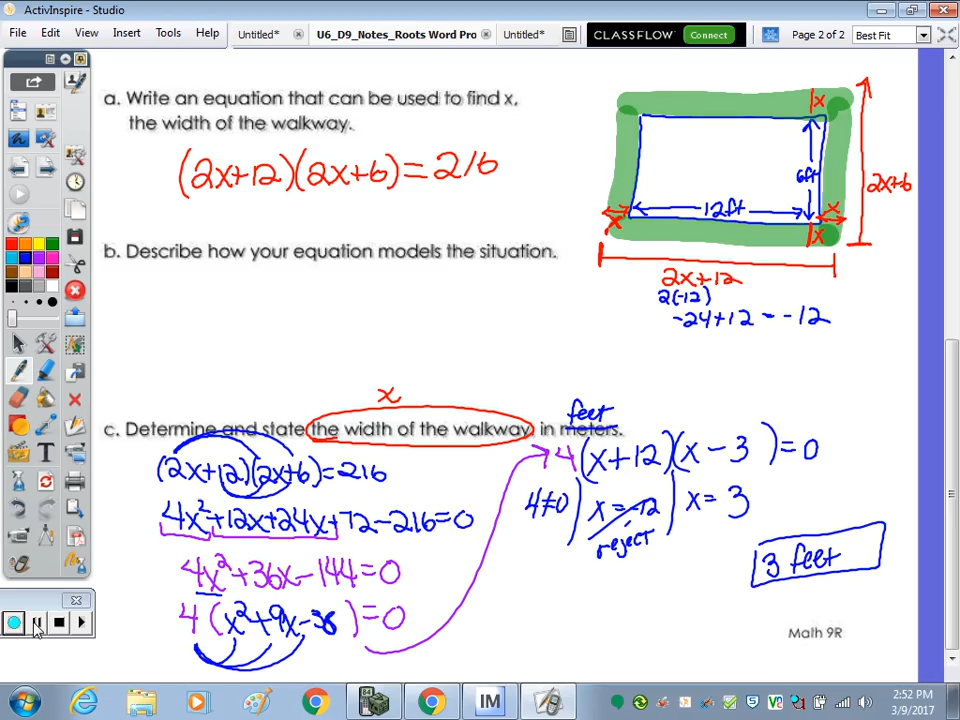 ActivInspire - Studio
File Edit View Insert Tools Help
Untitled*
U6_D9_Notes_Roots Word Pro
Untitled*
CLASSFLOW Connect
Page 2 of 2
Best Fit
a. Write an equation that can be used to find x,
the width of the walkway.
(2x+12)(2x+6)=216
1x
6ft
2x+6
12ft
x
x
1x
2x+12
2(-12)
-24+12 = -12
b. Describe how your equation models the situation.
x
feet
c. Determine and state the width of the walkway in meters.
(2x+12)(2x+6)=216
4x²+12x+24x+72-216=0
4x²+36x-144=0
4(x²+9x-36)=0
4(x+12)(x-3)=0
4≠0 x=-12 x=3
reject
3 feet
Math 9R
84
IM
2:52 PM
3/9/2017